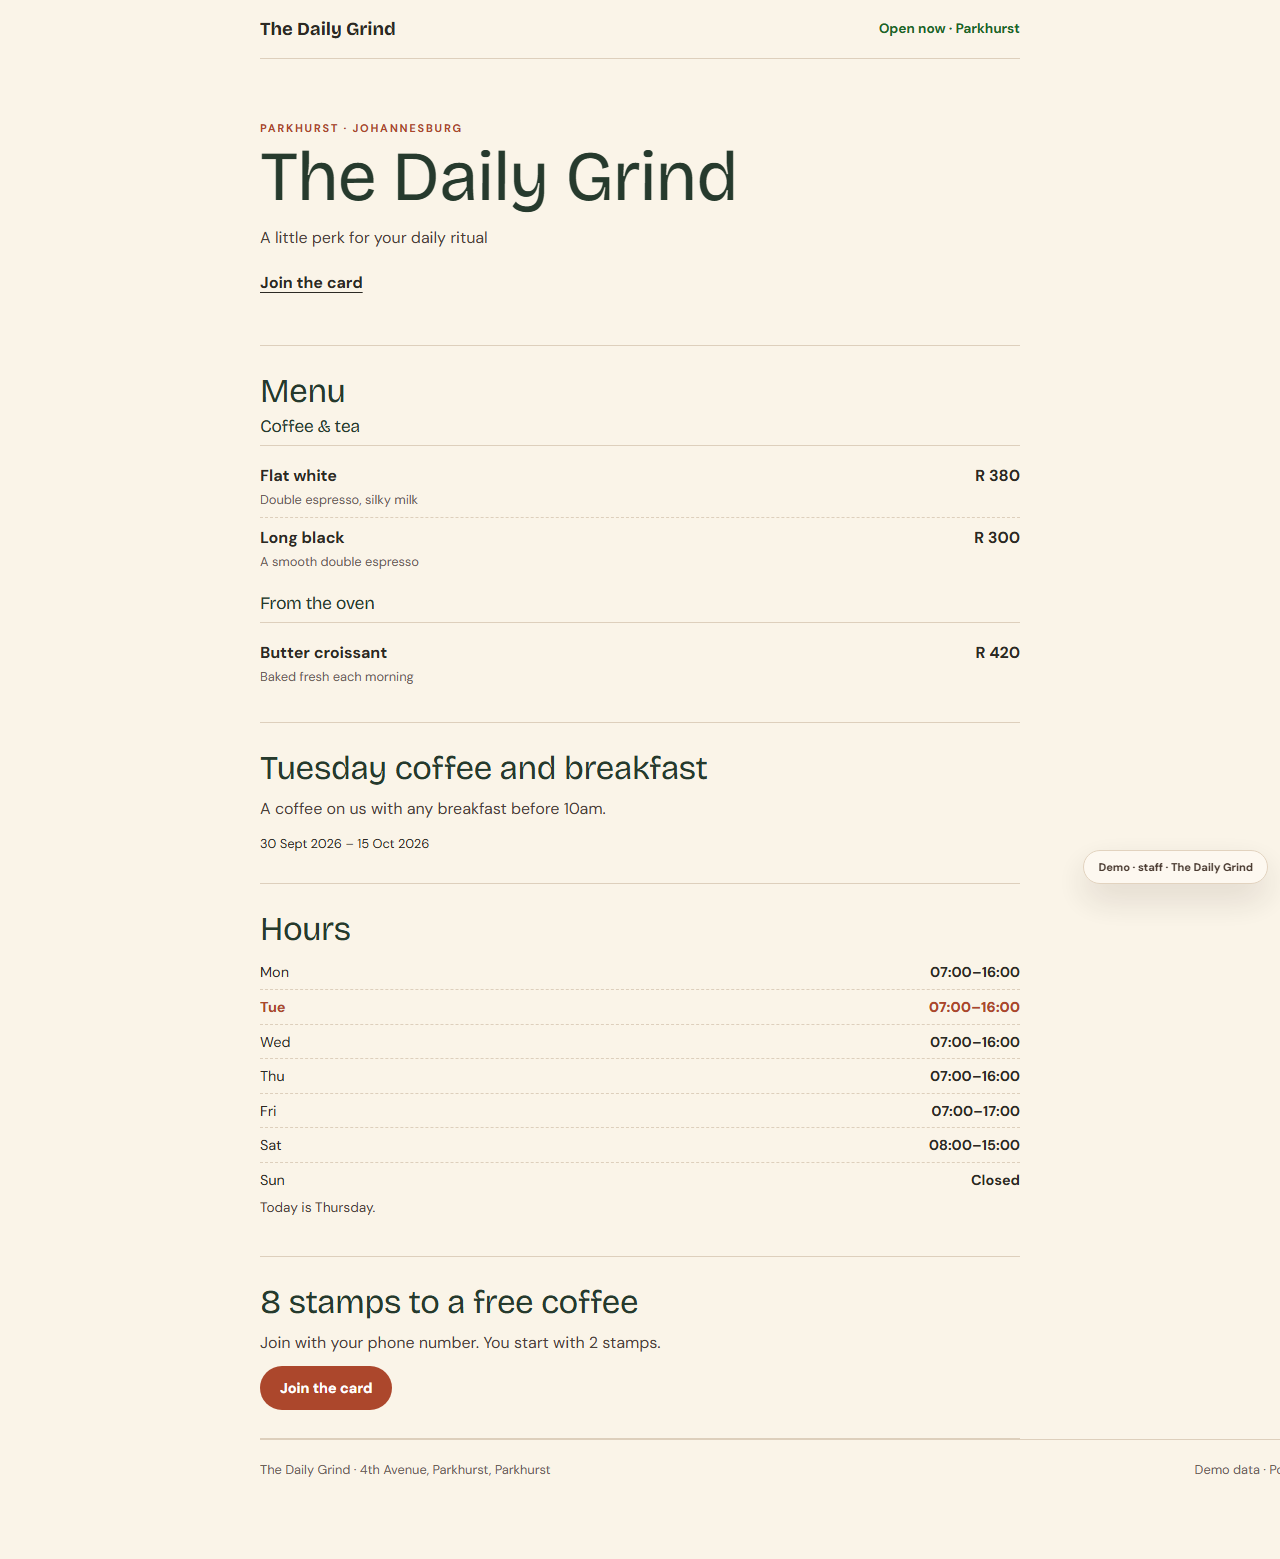 The Daily Grind
Open now · Parkhurst
PARKHURST · JOHANNESBURG
The Daily Grind
A little perk for your daily ritual
Join the card
Menu
Coffee & tea
Flat white R 380
Double espresso, silky milk
Long black R 300
A smooth double espresso
From the oven
Butter croissant R 420
Baked fresh each morning
Tuesday coffee and breakfast
A coffee on us with any breakfast before 10am.
30 Sept 2026 – 15 Oct 2026
Demo · staff · The Daily Grind
Hours
Mon 07:00–16:00
Tue 07:00–16:00
Wed 07:00–16:00
Thu 07:00–16:00
Fri 07:00–17:00
Sat 08:00–15:00
Sun Closed
Today is Thursday.
8 stamps to a free coffee
Join with your phone number. You start with 2 stamps.
Join the card
The Daily Grind · 4th Avenue, Parkhurst, Parkhurst
Demo data ·